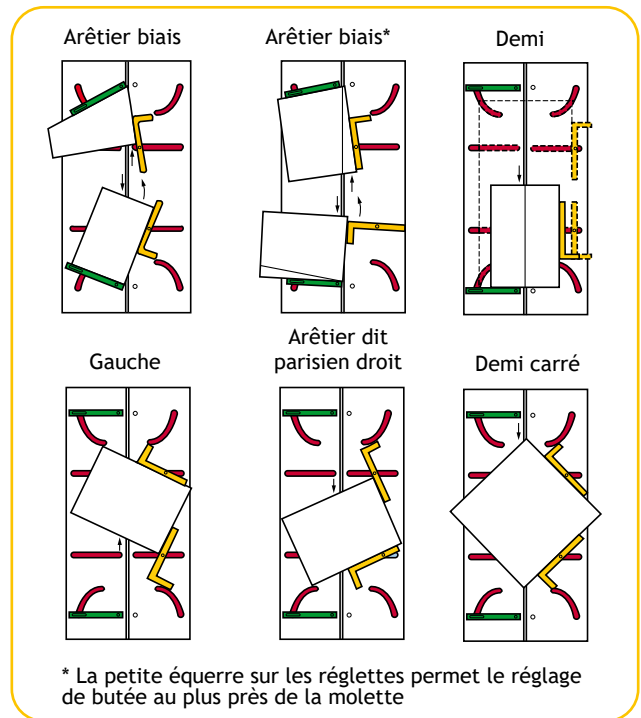 Arêtier biais
Arêtier biais*
Demi
Gauche
Arêtier dit
parisien droit
Demi carré
* La petite équerre sur les réglettes permet le réglage
de butée au plus près de la molette